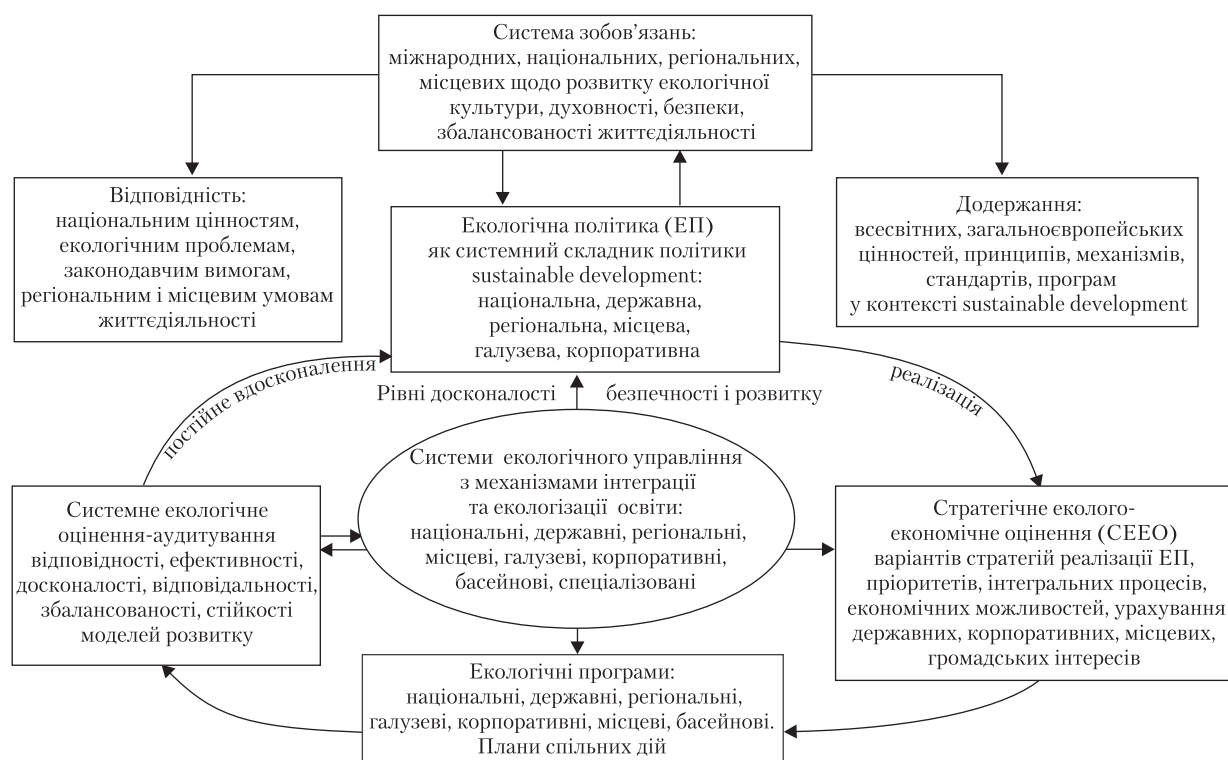 Система зобов’язань:
міжнародних, національних, регіональних,
місцевих щодо розвитку екологічної
культури, духовності, безпеки,
збалансованості життєдіяльності
Відповідність:
національним цінностям,
екологічним проблемам,
законодавчим вимогам,
регіональним і місцевим умовам
життєдіяльності
Екологічна політика (ЕП)
як системний складник політики
sustainable development:
національна, державна,
регіональна, місцева,
галузева, корпоративна
Додержання:
всесвітних, загальноєвропейських
цінностей, принципів, механізмів,
стандартів, програм
у контексті sustainable development
постійне вдосконалення
Рівні досконалості безпечності і розвитку
реалізація
Системне екологічне
оцінення-аудитування
відповідності, ефективності,
досконалості, відповідальності,
збалансованості, стійкості
моделей розвитку
Системи екологічного управління
з механізмами інтеграції
та екологізації освіти:
національні, державні, регіональні,
місцеві, галузеві, корпоративні,
басейнові, спеціалізовані
Стратегічне еколого-
економічне оцінення (СЕЕО)
варіантів стратегій реалізації ЕП,
пріоритетів, інтегральних процесів,
економічних можливостей, урахування
державних, корпоративних, місцевих,
громадських інтересів
Екологічні програми:
національні, державні, регіональні,
галузеві, корпоративні, місцеві, басейнові.
Плани спільних дій